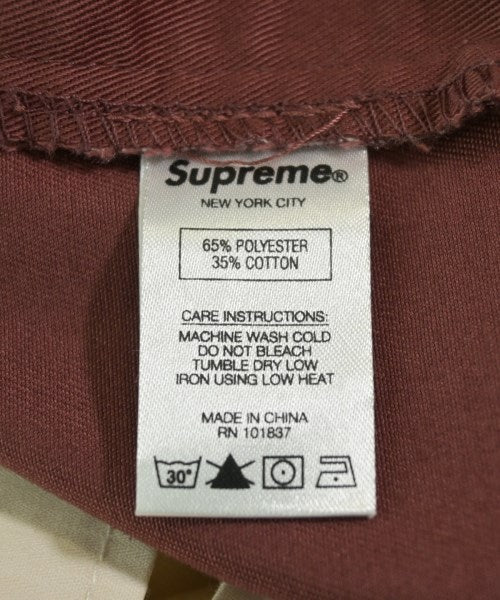 Supreme®
NEW YORK CITY
65% POLYESTER
35% COTTON
CARE INSTRUCTIONS:
MACHINE WASH COLD
DO NOT BLEACH
TUMBLE DRY LOW
IRON USING LOW HEAT
MADE IN CHINA
RN 101837
30°